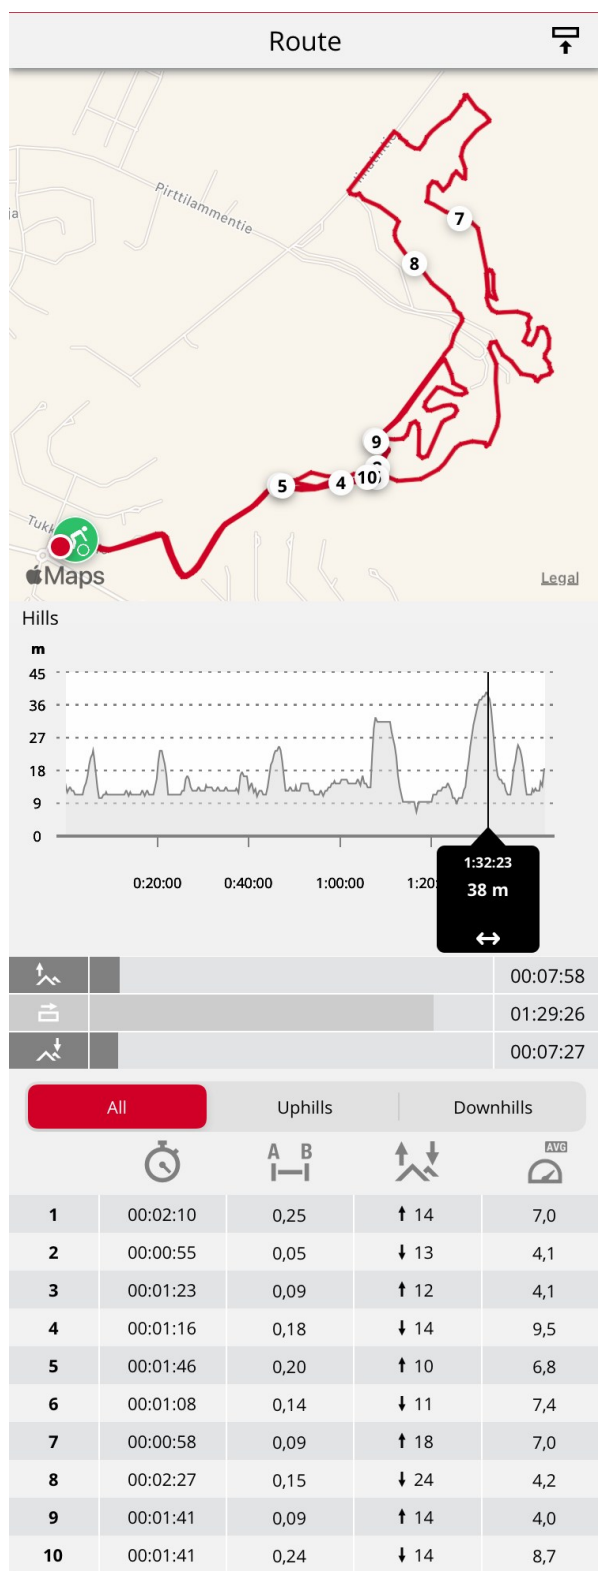 Route
Pirttilammentie
ja
7
8
9
10
4
5
Tukk
Maps
Legal
Hills
m
45
36
27
18
9
0
0:20:00 0:40:00 1:00:00 1:20:
1:32:23
38 m
00:07:58
01:29:26
00:07:27
All Uphills Downhills
A B AVG
1 00:02:10 0,25 14 7,0
2 00:00:55 0,05 13 4,1
3 00:01:23 0,09 12 4,1
4 00:01:16 0,18 14 9,5
5 00:01:46 0,20 10 6,8
6 00:01:08 0,14 11 7,4
7 00:00:58 0,09 18 7,0
8 00:02:27 0,15 24 4,2
9 00:01:41 0,09 14 4,0
10 00:01:41 0,24 14 8,7